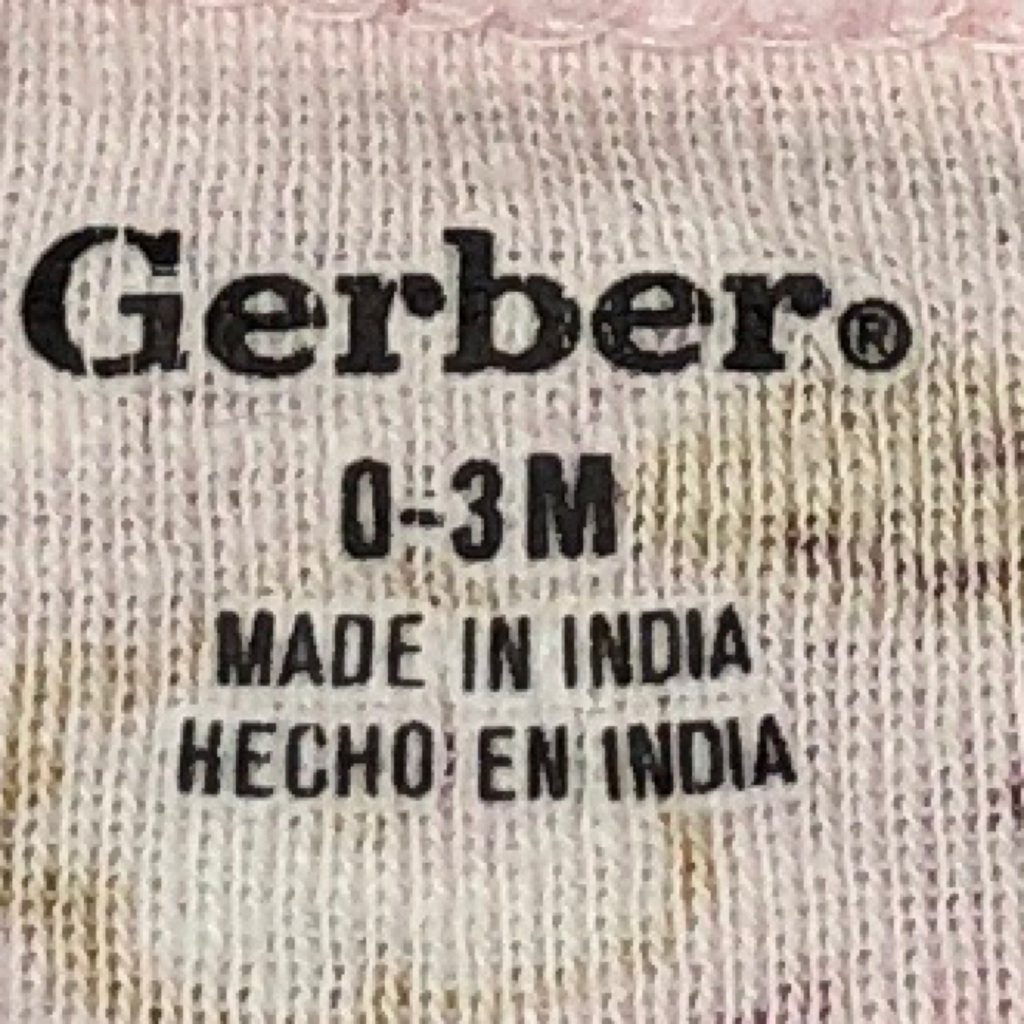 Gerber®
0-3M
MADE IN INDIA
HECHO EN INDIA